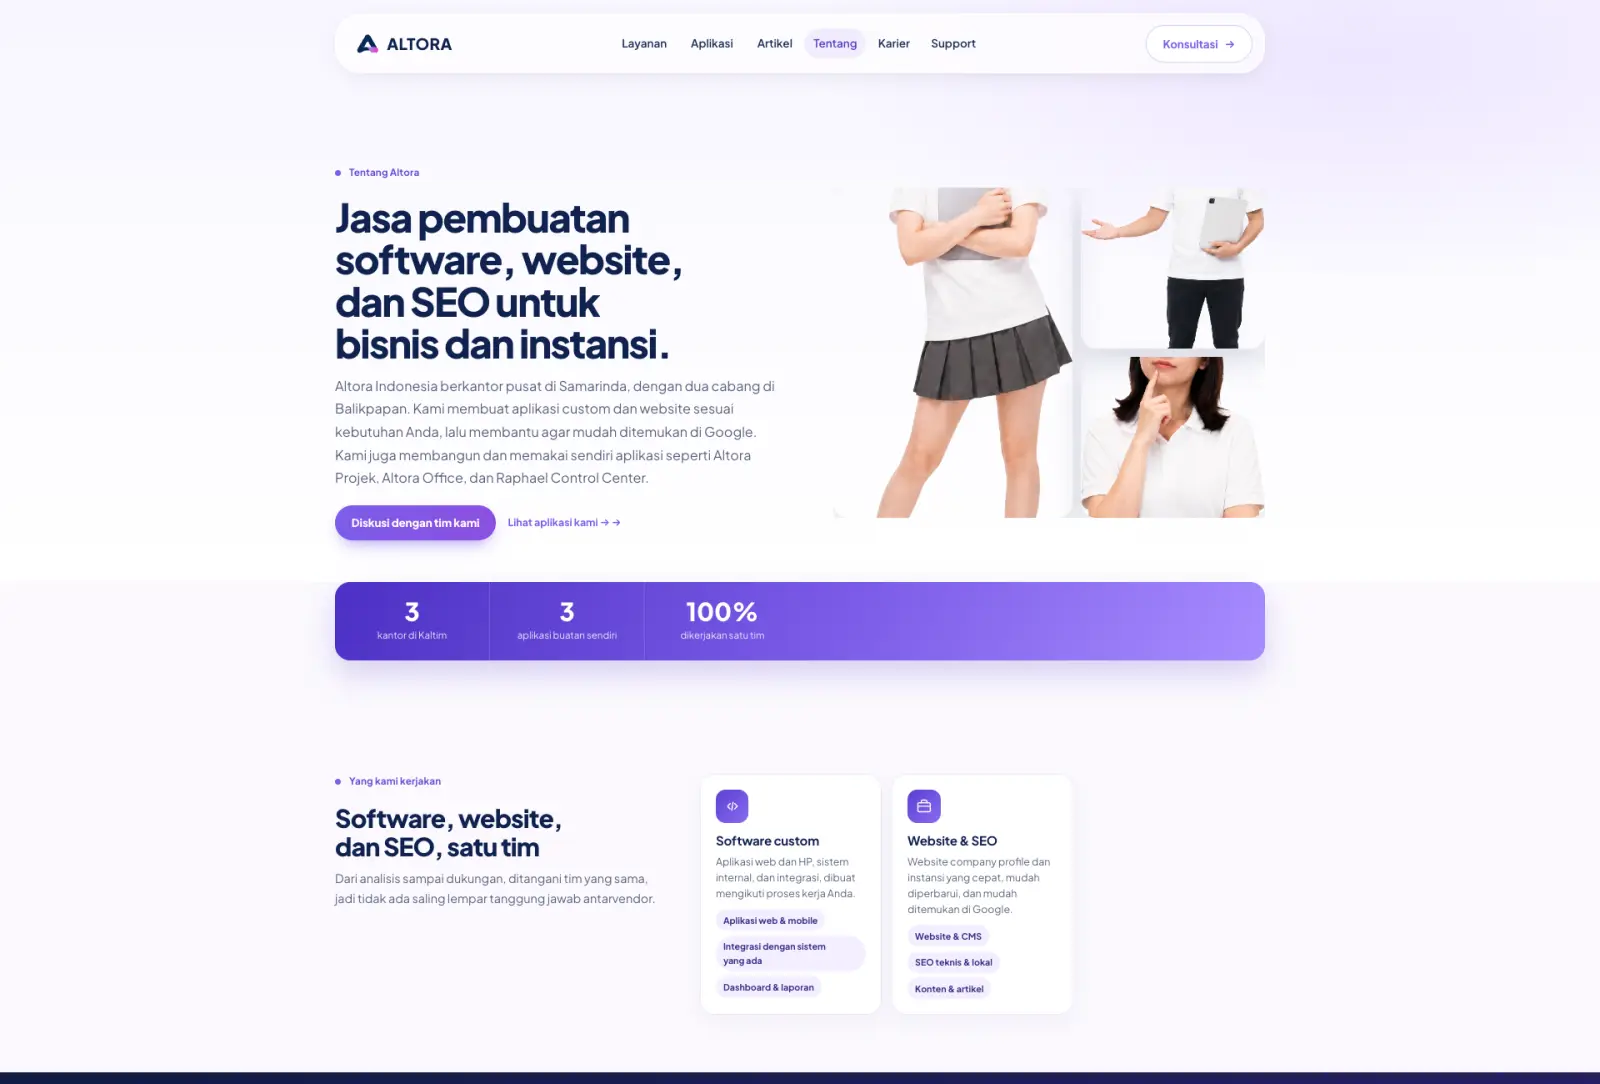 ALTORA
Layanan
Aplikasi
Artikel
Tentang
Karier
Support
Konsultasi →
Tentang Altora
Jasa pembuatan
software, website,
dan SEO untuk
bisnis dan instansi.
Altora Indonesia berkantor pusat di Samarinda, dengan dua cabang di
Balikpapan. Kami membuat aplikasi custom dan website sesuai
kebutuhan Anda, lalu membantu agar mudah ditemukan di Google.
Kami juga membangun dan memakai sendiri aplikasi seperti Altora
Projek, Altora Office, dan Raphael Control Center.
Diskusi dengan tim kami
Lihat aplikasi kami → →
3
kantor di Kaltim
3
aplikasi buatan sendiri
100%
dikerjakan satu tim
Yang kami kerjakan
Software, website,
dan SEO, satu tim
Dari analisis sampai dukungan, ditangani tim yang sama,
jadi tidak ada saling lempar tanggung jawab antarvendor.
Software custom
Aplikasi web dan HP, sistem
internal, dan integrasi, dibuat
mengikuti proses kerja Anda.
Aplikasi web & mobile
Integrasi dengan sistem
yang ada
Dashboard & laporan
Website & SEO
Website company profile dan
instansi yang cepat, mudah
diperbarui, dan mudah
ditemukan di Google.
Website & CMS
SEO teknis & lokal
Konten & artikel